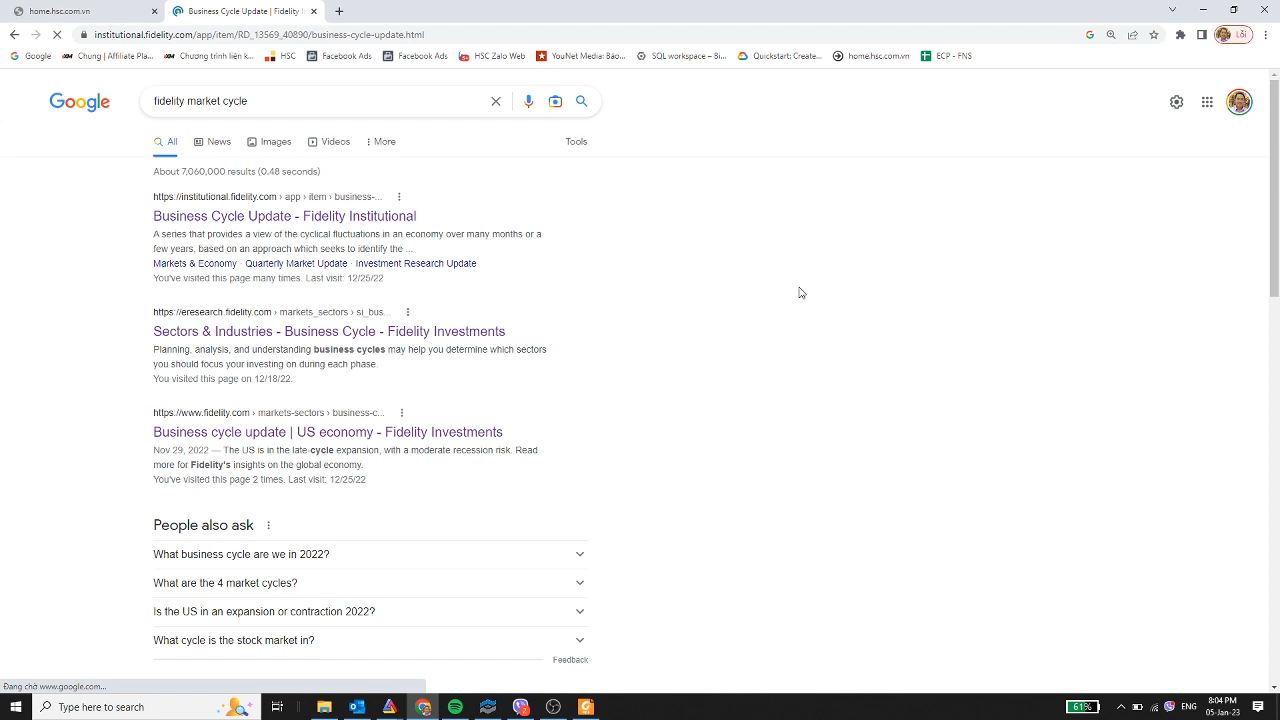 home.hsc.com.vn
Business Cycle Update | Fidelity I
institutional.fidelity.com/app/item/RD_13569_40890/business-cycle-update.html
Lỗi
Google
Chung | Affiliate Pla...
Chương trình liên k...
HSC
Facebook Ads
Facebook Ads
HSC Zalo Web
YouNet Media: Báo...
SQL workspace – Bi...
Quickstart: Create...
home.hsc.com.vn
ECP - FNS
Google
fidelity market cycle
All
News
Images
Videos
More
Tools
About 7,060,000 results (0.48 seconds)
https://institutional.fidelity.com › app › item › business-...
Business Cycle Update - Fidelity Institutional
A series that provides a view of the cyclical fluctuations in an economy over many months or a
few years, based on an approach which seeks to identify the ...
Markets & Economy · Quarterly Market Update · Investment Research Update
You've visited this page many times. Last visit: 12/25/22
https://eresearch.fidelity.com › markets_sectors › si_bus...
Sectors & Industries - Business Cycle - Fidelity Investments
Planning, analysis, and understanding business cycles may help you determine which sectors
you should focus your investing on during each phase.
You visited this page on 12/18/22.
https://www.fidelity.com › markets-sectors › business-c...
Business cycle update | US economy - Fidelity Investments
Nov 29, 2022 — The US is in the late-cycle expansion, with a moderate recession risk. Read
more for Fidelity's insights on the global economy.
You've visited this page 2 times. Last visit: 12/25/22
People also ask
What business cycle are we in 2022?
What are the 4 market cycles?
Is the US in an expansion or contraction 2022?
What cycle is the stock market in?
Feedback
Đang chờ www.google.com...
Type here to search
2
61%
8:04 PM
05-Jan-23